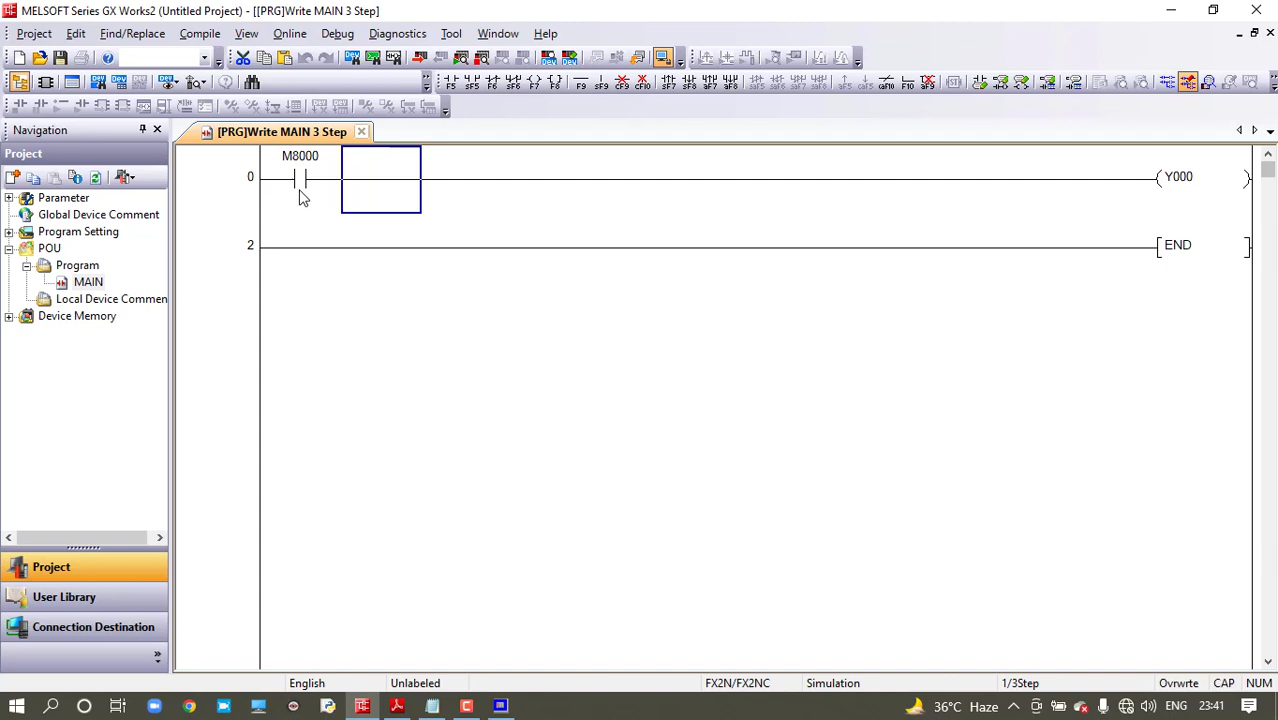 MELSOFT Series GX Works2 (Untitled Project) - [[PRG]Write MAIN 3 Step]
Project Edit Find/Replace Compile View Online Debug Diagnostics Tool Window Help
Navigation
[PRG]Write MAIN 3 Step
Project
Parameter
Global Device Comment
Program Setting
POU
Program
MAIN
Local Device Commen
Device Memory
M8000
0
Y000
2
END
Project
User Library
Connection Destination
English Unlabeled FX2N/FX2NC Simulation 1/3Step Ovrwrte CAP NUM
36°C Haze ENG 23:41